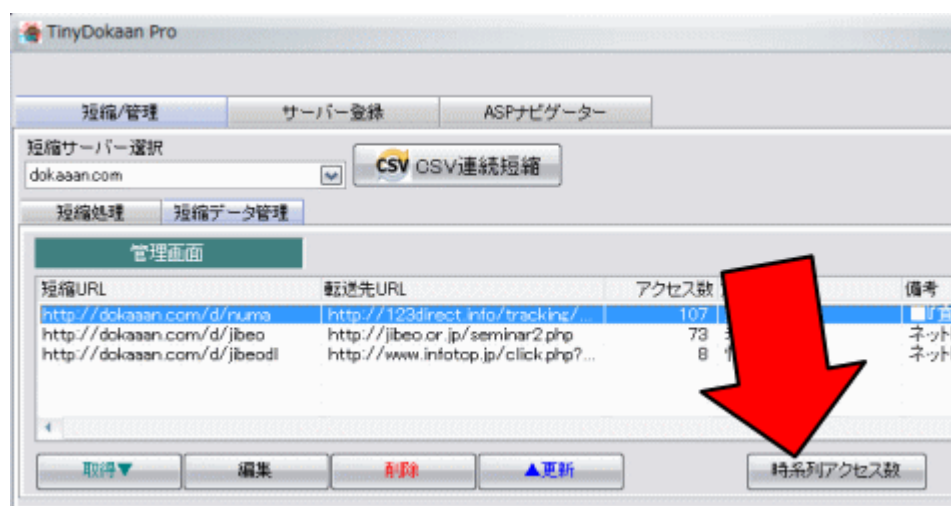 TinyDokaan Pro
短縮/管理 サーバー登録 ASPナビゲーター
短縮サーバー選択
dokaaan.com CSV CSV連続短縮
短縮処理 短縮データ管理
管理画面
短縮URL 転送先URL アクセス数 備考
http://dokaaan.com/d/numa http://123direct.info/tracking/... 107
http://dokaaan.com/d/jibeo http://jibeo.or.jp/seminar2.php 73 ネット
http://dokaaan.com/d/jibeodl http://www.infotop.jp/click.php?... 8 ネット
取得▼ 編集 削除 ▲更新 時系列アクセス数